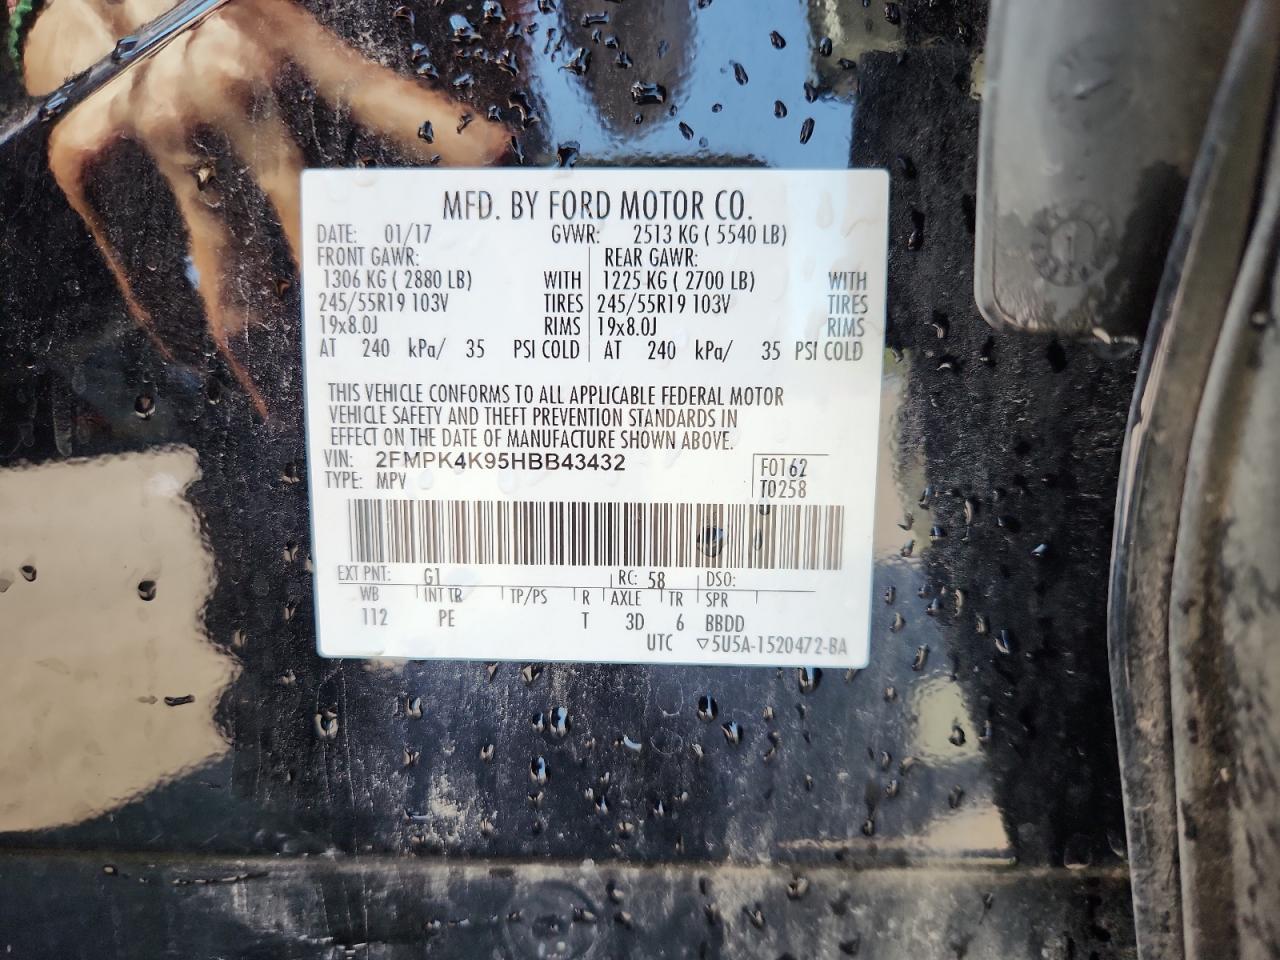 MFD. BY FORD MOTOR CO.
DATE: 01/17 GVWR: 2513 KG ( 5540 LB)
FRONT GAWR: REAR GAWR:
1306 KG ( 2880 LB) WITH 1225 KG ( 2700 LB) WITH
245/55R19 103V TIRES 245/55R19 103V TIRES
19x8.0J RIMS 19x8.0J RIMS
AT 240 kPa/ 35 PSI COLD AT 240 kPa/ 35 PSI COLD
THIS VEHICLE CONFORMS TO ALL APPLICABLE FEDERAL MOTOR
VEHICLE SAFETY AND THEFT PREVENTION STANDARDS IN
EFFECT ON THE DATE OF MANUFACTURE SHOWN ABOVE.
VIN: 2FMPK4K95HBB43432 F0162
TYPE: MPV T0258
EXT PNT: G1 RC: 58 DSO:
WB INT TR TP/PS R AXLE TR SPR
112 PE T 3D 6 BBDD
UTC ▽5U5A-1520472-BA